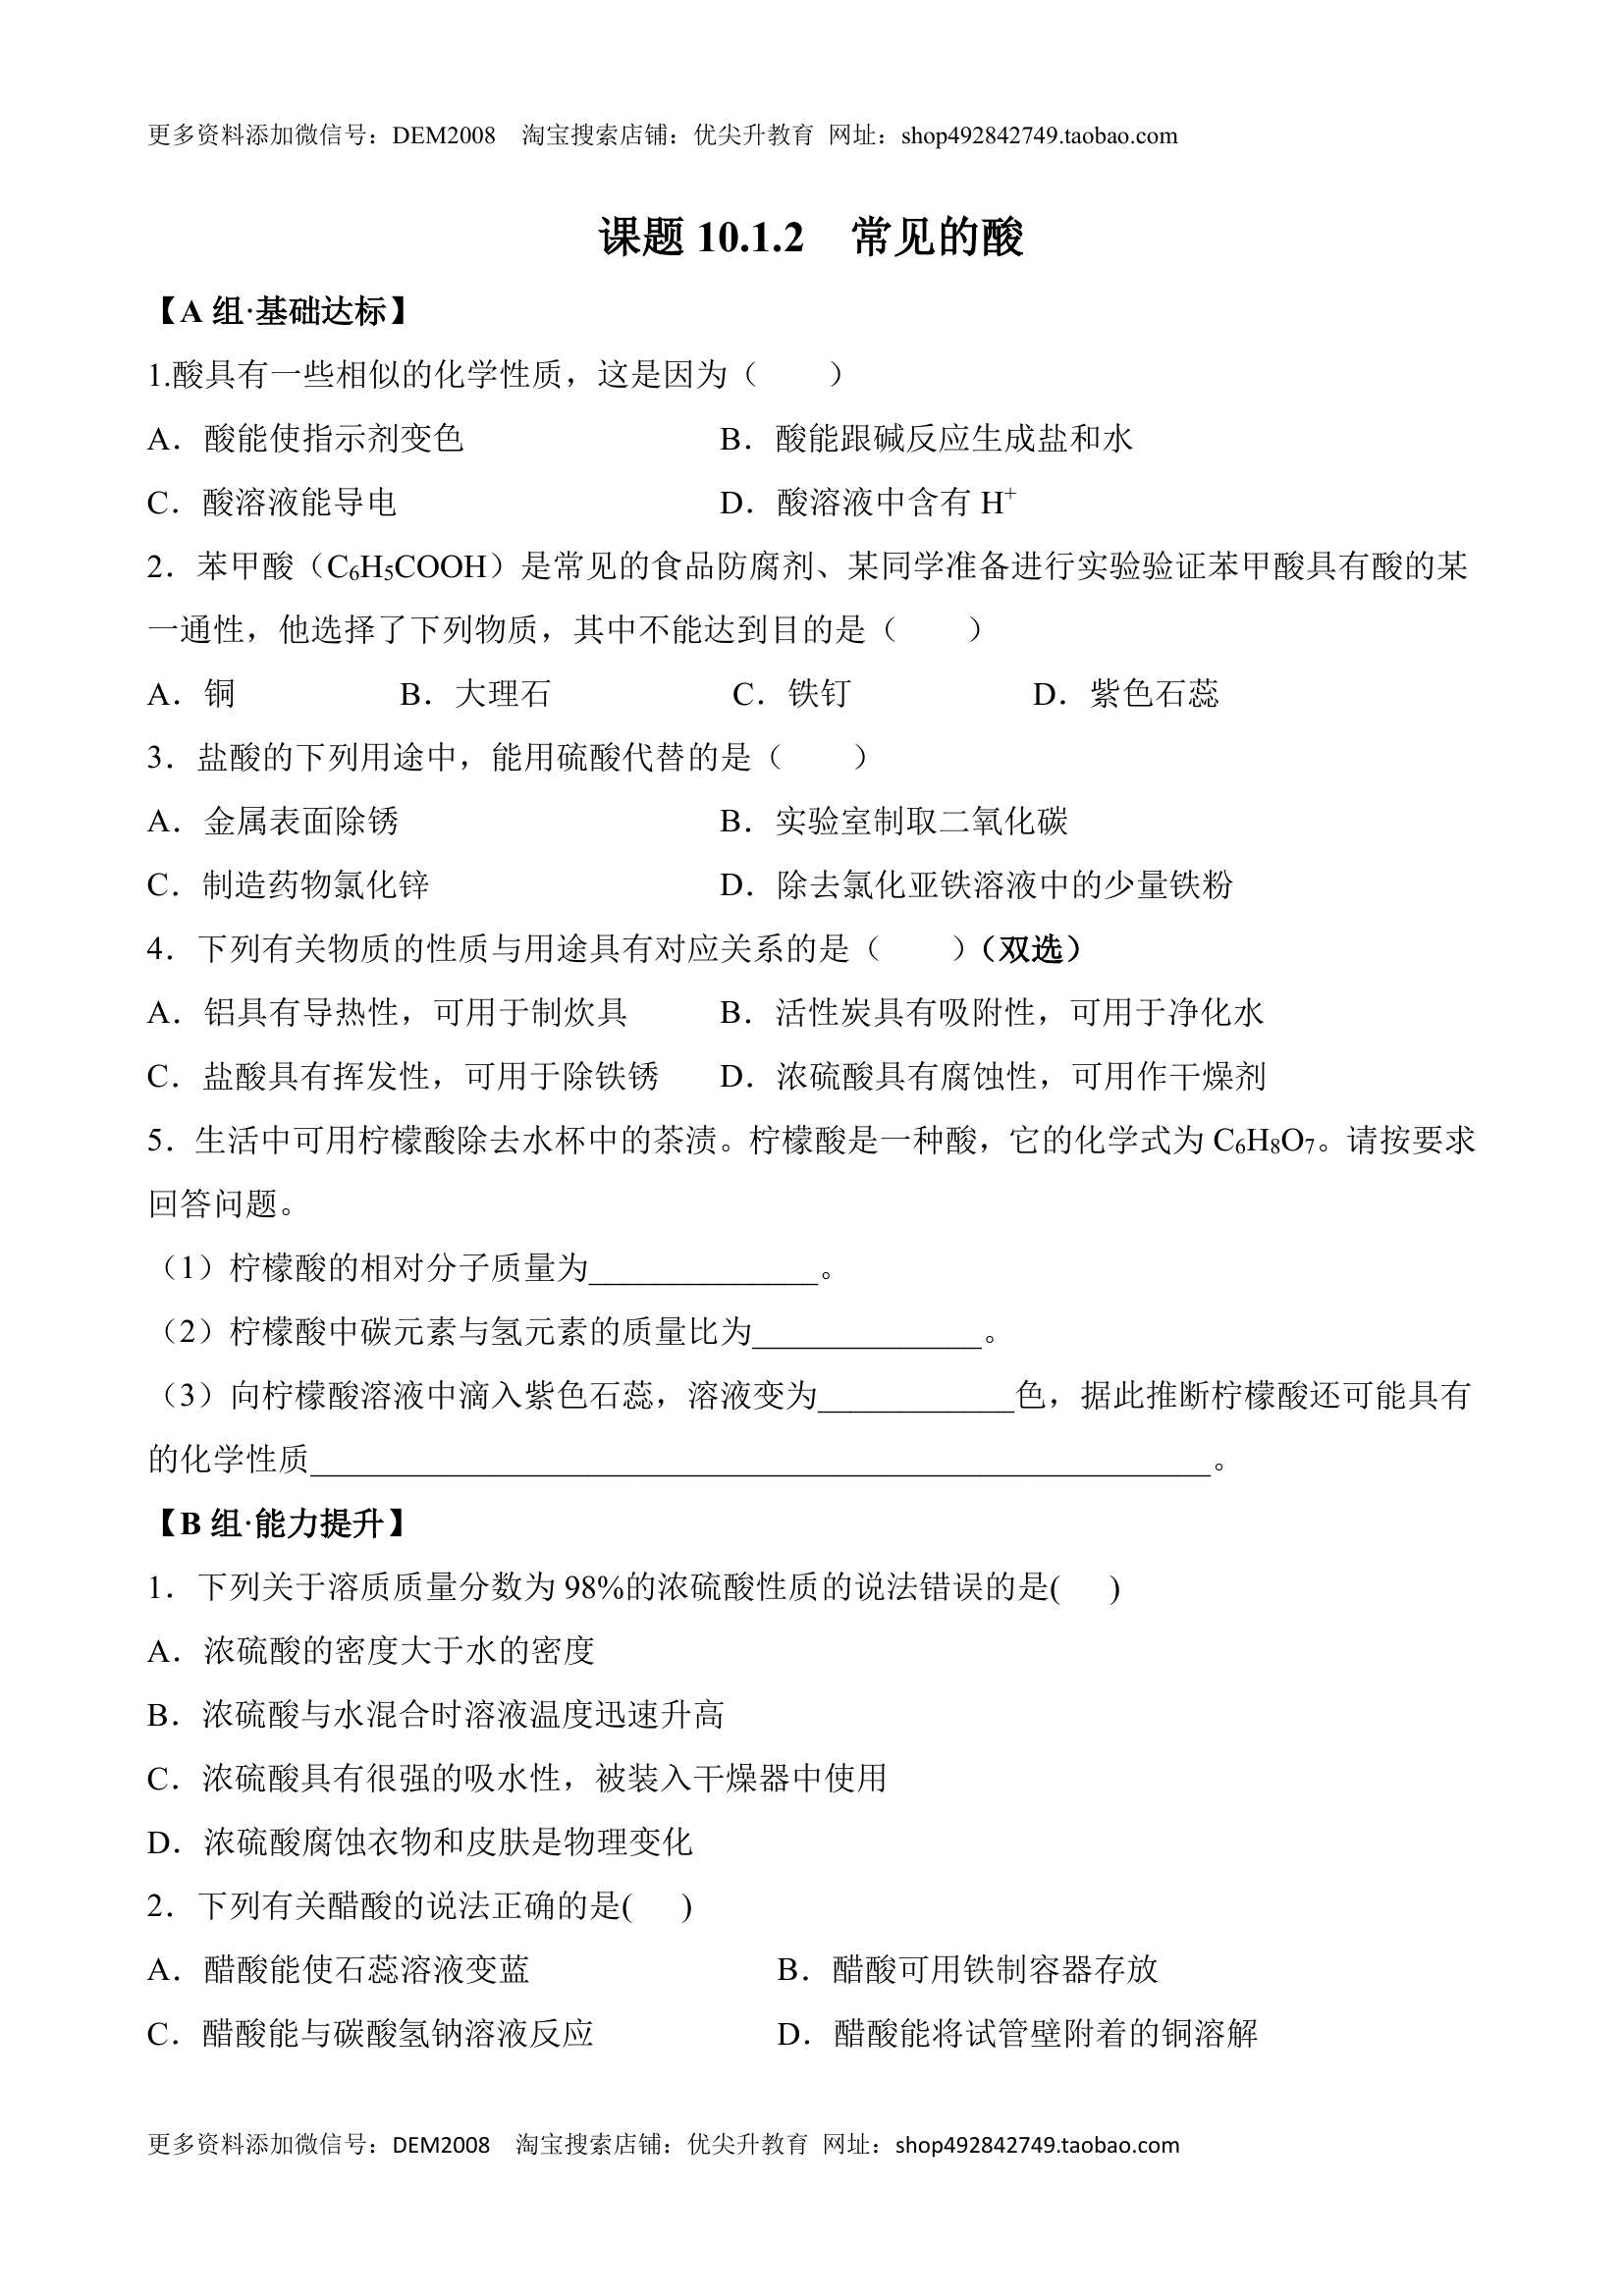 更多资料添加微信号：DEM2008 淘宝搜索店铺：优尖升教育 网址：shop492842749.taobao.com
课题 10.1.2 常见的酸
【A 组·基础达标】
1.酸具有一些相似的化学性质，这是因为（ ）
A．酸能使指示剂变色 B．酸能跟碱反应生成盐和水
C．酸溶液能导电 D．酸溶液中含有 H⁺
2．苯甲酸（C₆H₅COOH）是常见的食品防腐剂、某同学准备进行实验验证苯甲酸具有酸的某
一通性，他选择了下列物质，其中不能达到目的是（ ）
A．铜 B．大理石 C．铁钉 D．紫色石蕊
3．盐酸的下列用途中，能用硫酸代替的是（ ）
A．金属表面除锈 B．实验室制取二氧化碳
C．制造药物氯化锌 D．除去氯化亚铁溶液中的少量铁粉
4．下列有关物质的性质与用途具有对应关系的是（ ）（双选）
A．铝具有导热性，可用于制炊具 B．活性炭具有吸附性，可用于净化水
C．盐酸具有挥发性，可用于除铁锈 D．浓硫酸具有腐蚀性，可用作干燥剂
5．生活中可用柠檬酸除去水杯中的茶渍。柠檬酸是一种酸，它的化学式为 C₆H₈O₇。请按要求
回答问题。
（1）柠檬酸的相对分子质量为______________。
（2）柠檬酸中碳元素与氢元素的质量比为______________。
（3）向柠檬酸溶液中滴入紫色石蕊，溶液变为____________色，据此推断柠檬酸还可能具有
的化学性质_______________________________________________________。
【B 组·能力提升】
1．下列关于溶质质量分数为 98%的浓硫酸性质的说法错误的是( )
A．浓硫酸的密度大于水的密度
B．浓硫酸与水混合时溶液温度迅速升高
C．浓硫酸具有很强的吸水性，被装入干燥器中使用
D．浓硫酸腐蚀衣物和皮肤是物理变化
2．下列有关醋酸的说法正确的是( )
A．醋酸能使石蕊溶液变蓝 B．醋酸可用铁制容器存放
C．醋酸能与碳酸氢钠溶液反应 D．醋酸能将试管壁附着的铜溶解
更多资料添加微信号：DEM2008 淘宝搜索店铺：优尖升教育 网址：shop492842749.taobao.com